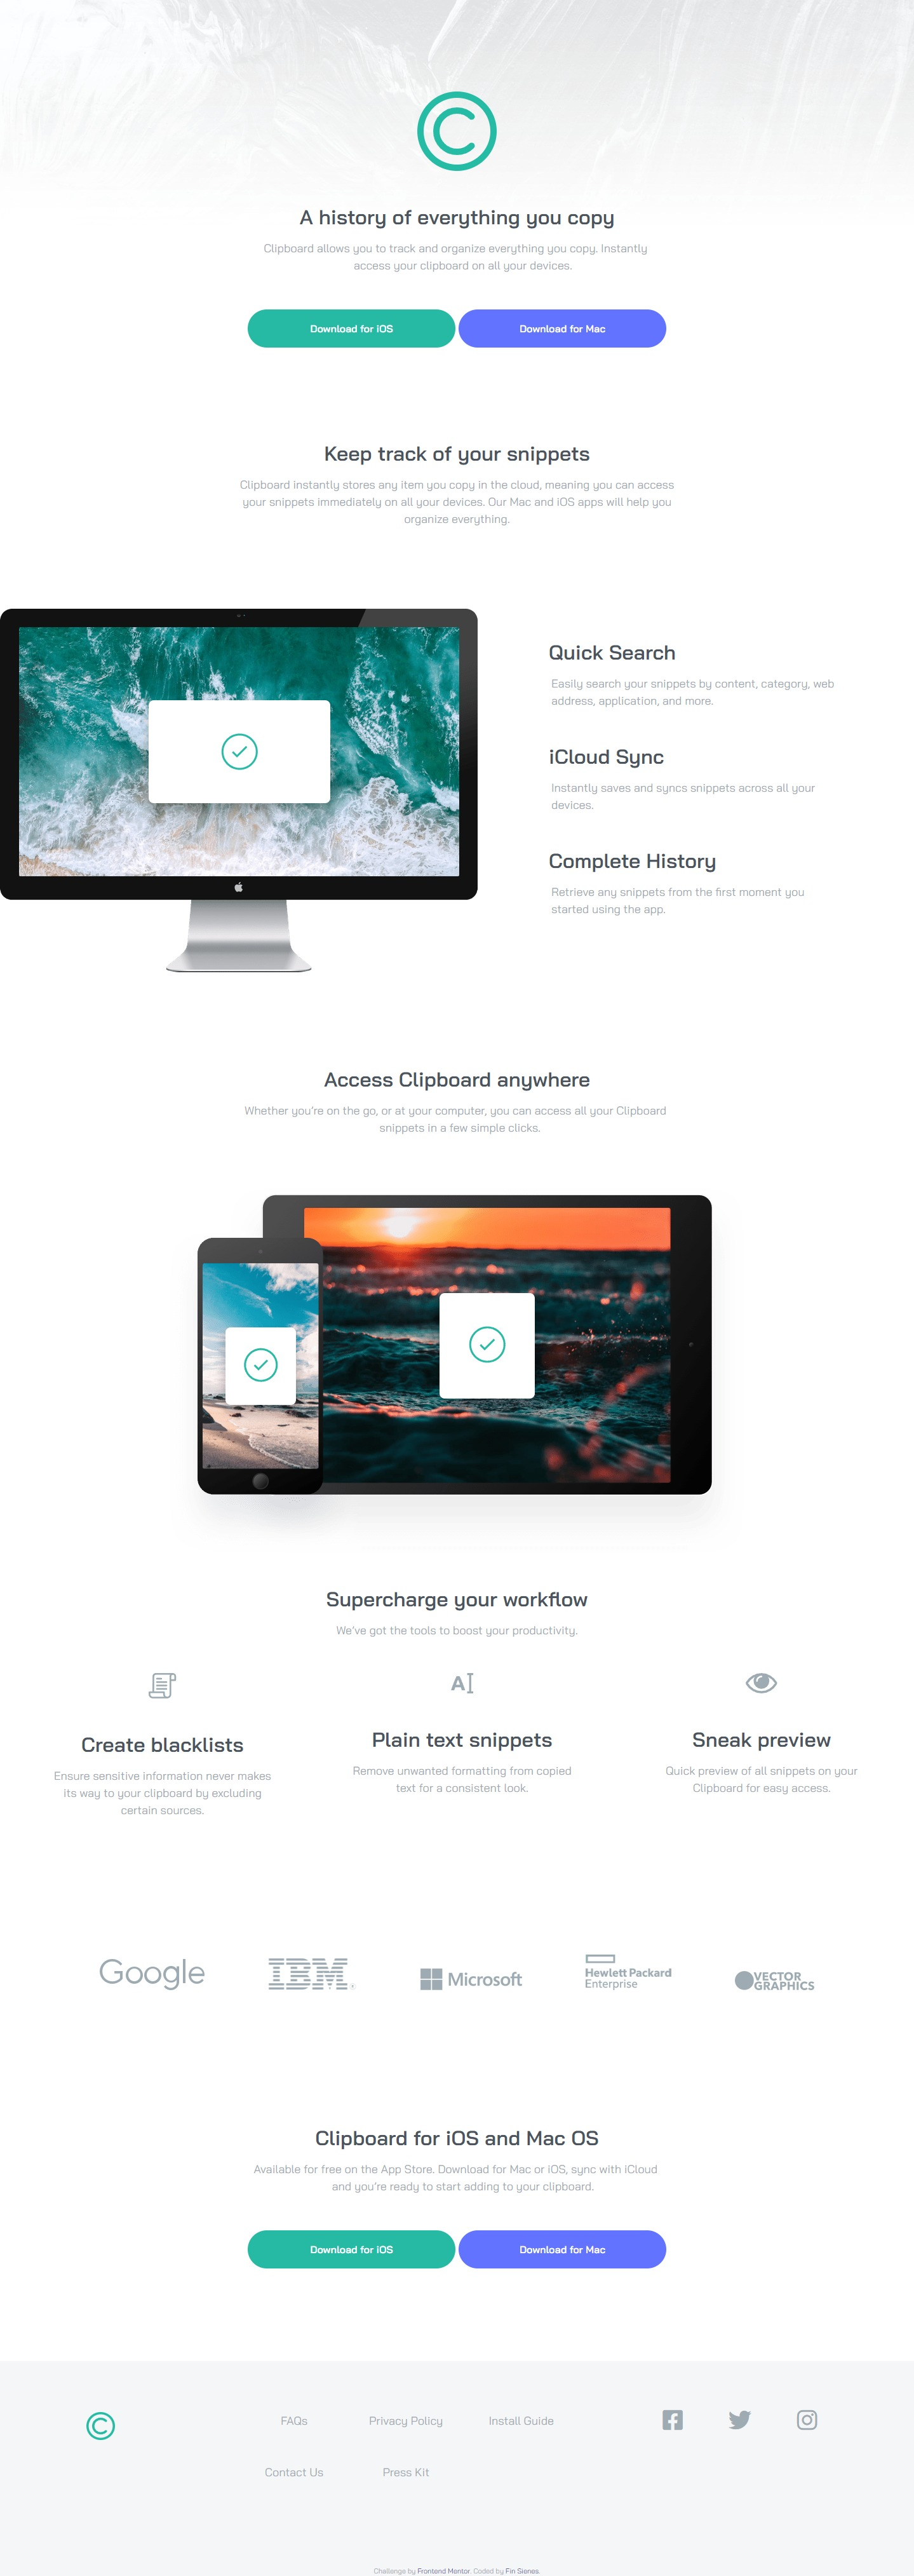 A history of everything you copy
Clipboard allows you to track and organize everything you copy. Instantly
access your clipboard on all your devices.
Download for iOS
Download for Mac
Keep track of your snippets
Clipboard instantly stores any item you copy in the cloud, meaning you can access
your snippets immediately on all your devices. Our Mac and iOS apps will help you
organize everything.
Quick Search
Easily search your snippets by content, category, web
address, application, and more.
iCloud Sync
Instantly saves and syncs snippets across all your
devices.
Complete History
Retrieve any snippets from the first moment you
started using the app.
Access Clipboard anywhere
Whether you're on the go, or at your computer, you can access all your Clipboard
snippets in a few simple clicks.
Supercharge your workflow
We've got the tools to boost your productivity.
Create blacklists
Ensure sensitive information never makes
its way to your clipboard by excluding
certain sources.
Plain text snippets
Remove unwanted formatting from copied
text for a consistent look.
Sneak preview
Quick preview of all snippets on your
Clipboard for easy access.
Google
IBM
Microsoft
Hewlett Packard
Enterprise
VECTOR
GRAPHICS
Clipboard for iOS and Mac OS
Available for free on the App Store. Download for Mac or iOS, sync with iCloud
and you're ready to start adding to your clipboard.
Download for iOS
Download for Mac
FAQs
Privacy Policy
Install Guide
Contact Us
Press Kit
Challenge by Frontend Mentor. Coded by Fin Sienes.